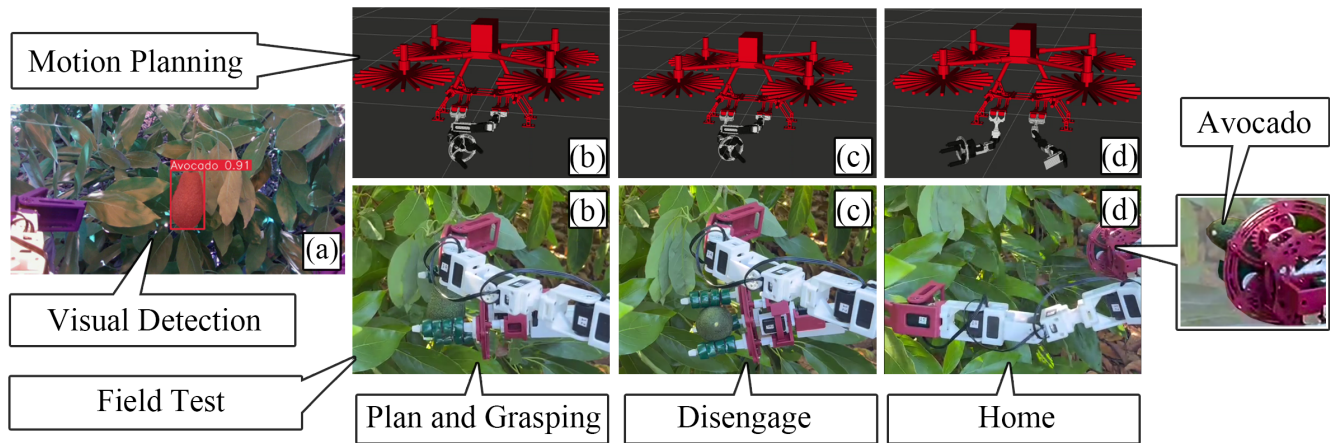 Motion Planning
(b)
(c)
(d)
Avocado
Avocado 0.91
(a)
(b)
(c)
(d)
Visual Detection
Field Test
Plan and Grasping
Disengage
Home